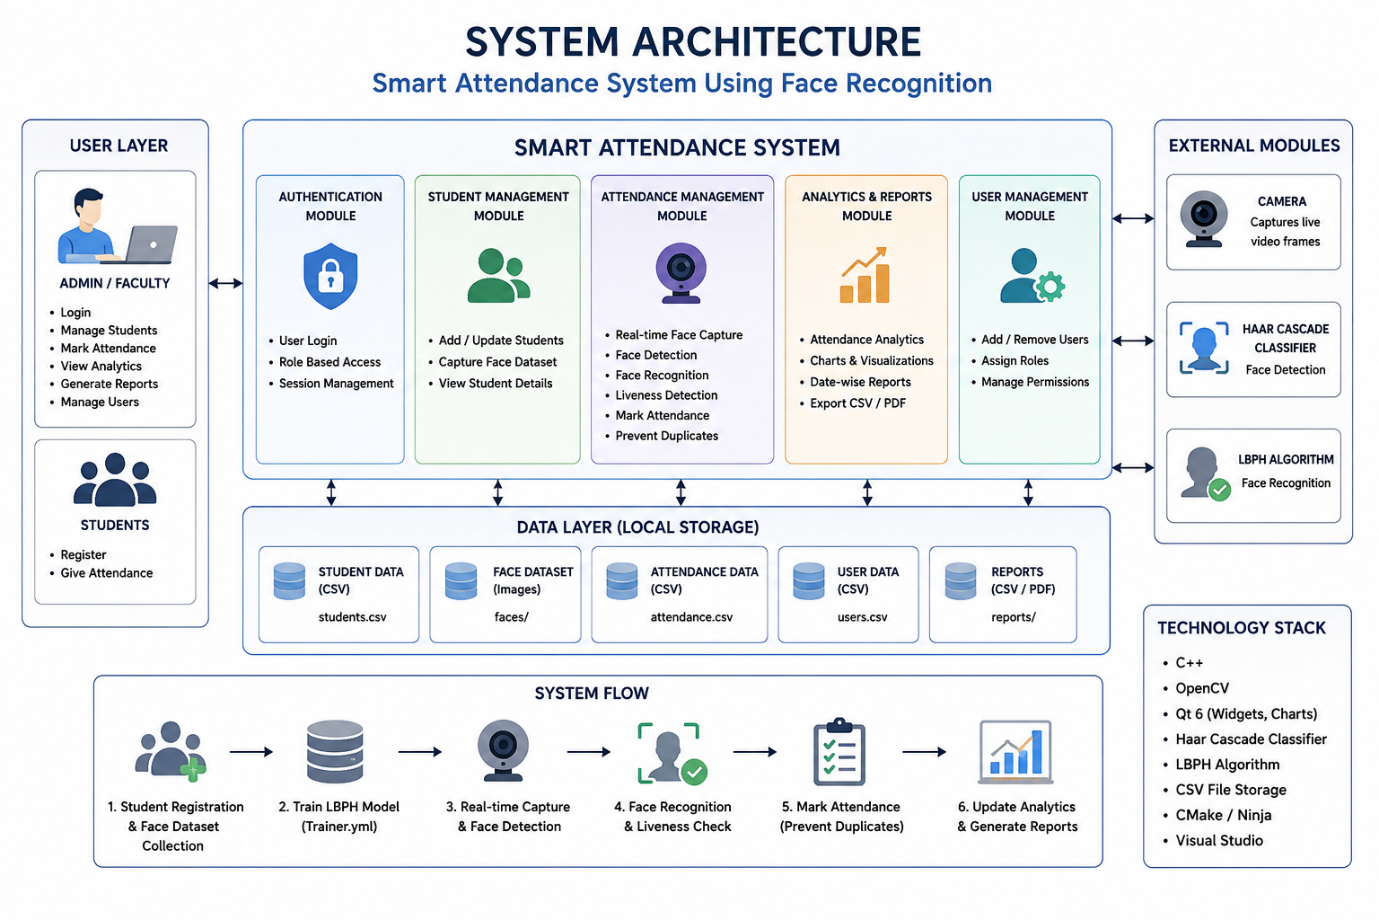 SYSTEM ARCHITECTURE
Smart Attendance System Using Face Recognition
USER LAYER
ADMIN / FACULTY
• Login
• Manage Students
• Mark Attendance
• View Analytics
• Generate Reports
• Manage Users
STUDENTS
• Register
• Give Attendance
SMART ATTENDANCE SYSTEM
AUTHENTICATION
MODULE
• User Login
• Role Based Access
• Session Management
STUDENT MANAGEMENT
MODULE
• Add / Update Students
• Capture Face Dataset
• View Student Details
ATTENDANCE MANAGEMENT
MODULE
• Real-time Face Capture
• Face Detection
• Face Recognition
• Liveness Detection
• Mark Attendance
• Prevent Duplicates
ANALYTICS & REPORTS
MODULE
• Attendance Analytics
• Charts & Visualizations
• Date-wise Reports
• Export CSV / PDF
USER MANAGEMENT
MODULE
• Add / Remove Users
• Assign Roles
• Manage Permissions
EXTERNAL MODULES
CAMERA
Captures live
video frames
HAAR CASCADE
CLASSIFIER
Face Detection
LBPH ALGORITHM
Face Recognition
DATA LAYER (LOCAL STORAGE)
STUDENT DATA
(CSV)
students.csv
FACE DATASET
(Images)
faces/
ATTENDANCE DATA
(CSV)
attendance.csv
USER DATA
(CSV)
users.csv
REPORTS
(CSV / PDF)
reports/
SYSTEM FLOW
1. Student Registration
& Face Dataset
Collection
2. Train LBPH Model
(Trainer.yml)
3. Real-time Capture
& Face Detection
4. Face Recognition
& Liveness Check
5. Mark Attendance
(Prevent Duplicates)
6. Update Analytics
& Generate Reports
TECHNOLOGY STACK
• C++
• OpenCV
• Qt 6 (Widgets, Charts)
• Haar Cascade Classifier
• LBPH Algorithm
• CSV File Storage
• CMake / Ninja
• Visual Studio